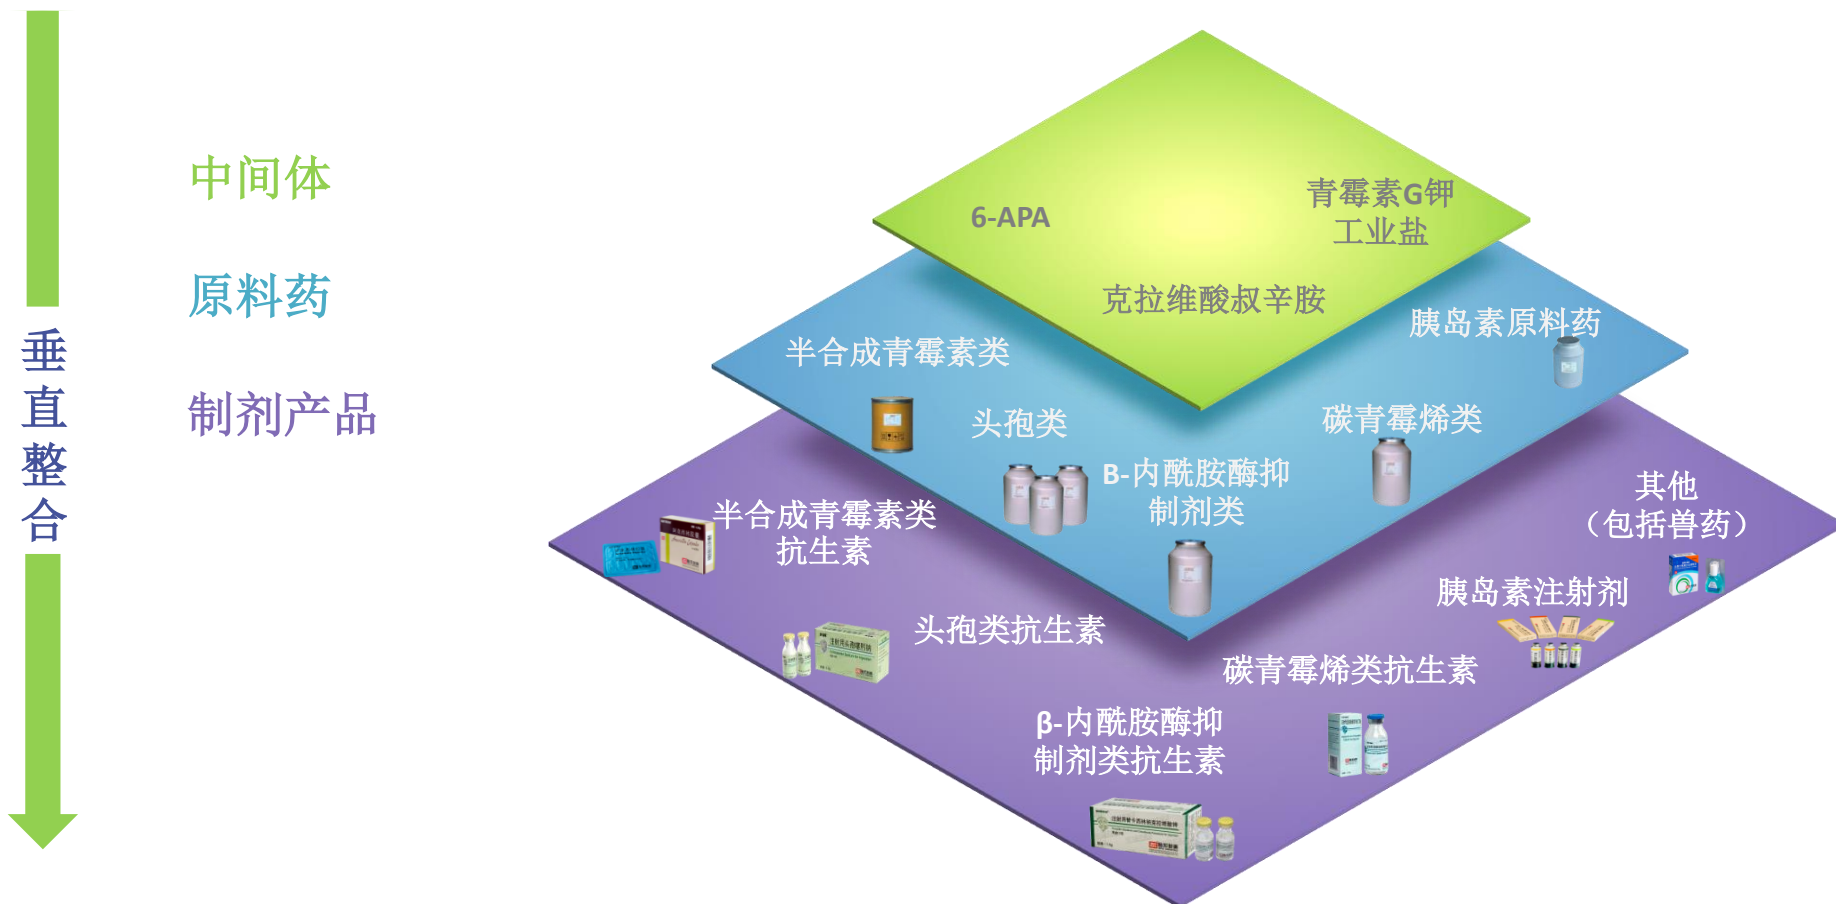 垂直整合
中间体
原料药
制剂产品
6-APA
青霉素G钾
工业盐
克拉维酸叔辛胺
半合成青霉素类
头孢类
B-内酰胺酶抑
制剂类
碳青霉烯类
胰岛素原料药
半合成青霉素类
抗生素
头孢类抗生素
β-内酰胺酶抑
制剂类抗生素
碳青霉烯类抗生素
胰岛素注射剂
其他
（包括兽药）